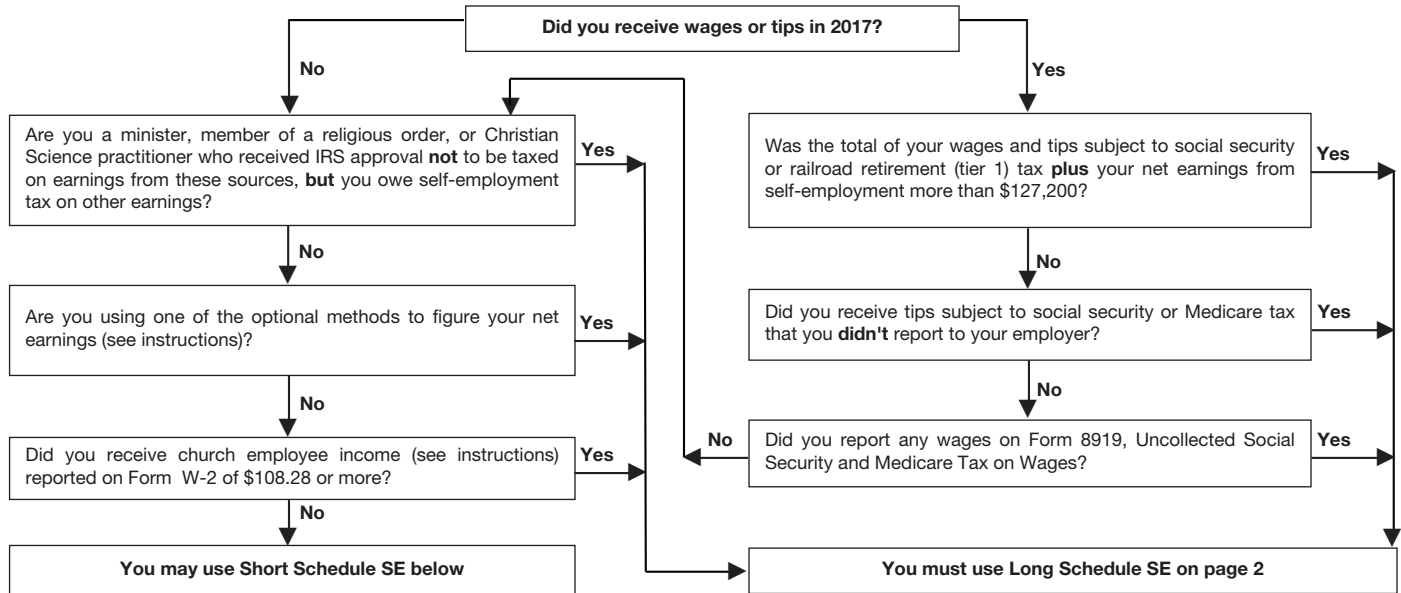 Did you receive wages or tips in 2017?
No
Yes
Are you a minister, member of a religious order, or Christian
Science practitioner who received IRS approval not to be taxed
on earnings from these sources, but you owe self-employment
tax on other earnings?
Yes
Was the total of your wages and tips subject to social security
or railroad retirement (tier 1) tax plus your net earnings from
self-employment more than $127,200?
Yes
No
No
Are you using one of the optional methods to figure your net
earnings (see instructions)?
Yes
Did you receive tips subject to social security or Medicare tax
that you didn't report to your employer?
Yes
No
No
Did you receive church employee income (see instructions)
reported on Form W-2 of $108.28 or more?
Yes
No
Did you report any wages on Form 8919, Uncollected Social
Security and Medicare Tax on Wages?
Yes
No
You may use Short Schedule SE below
You must use Long Schedule SE on page 2